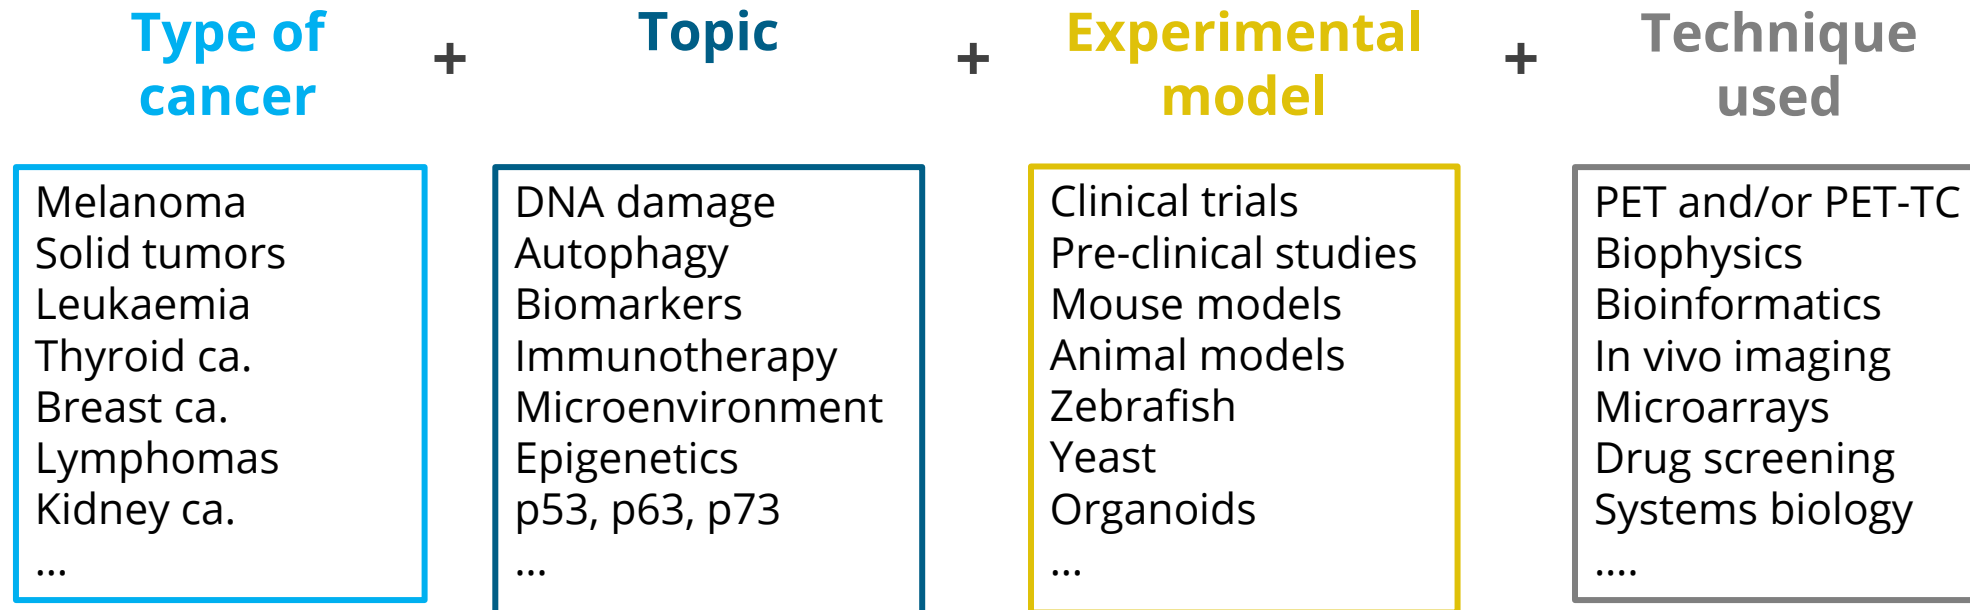 Type of
cancer
+
Topic
+
Experimental
model
+
Technique
used
Melanoma
Solid tumors
Leukaemia
Thyroid ca.
Breast ca.
Lymphomas
Kidney ca.
...
DNA damage
Autophagy
Biomarkers
Immunotherapy
Microenvironment
Epigenetics
p53, p63, p73
...
Clinical trials
Pre-clinical studies
Mouse models
Animal models
Zebrafish
Yeast
Organoids
...
PET and/or PET-TC
Biophysics
Bioinformatics
In vivo imaging
Microarrays
Drug screening
Systems biology
....